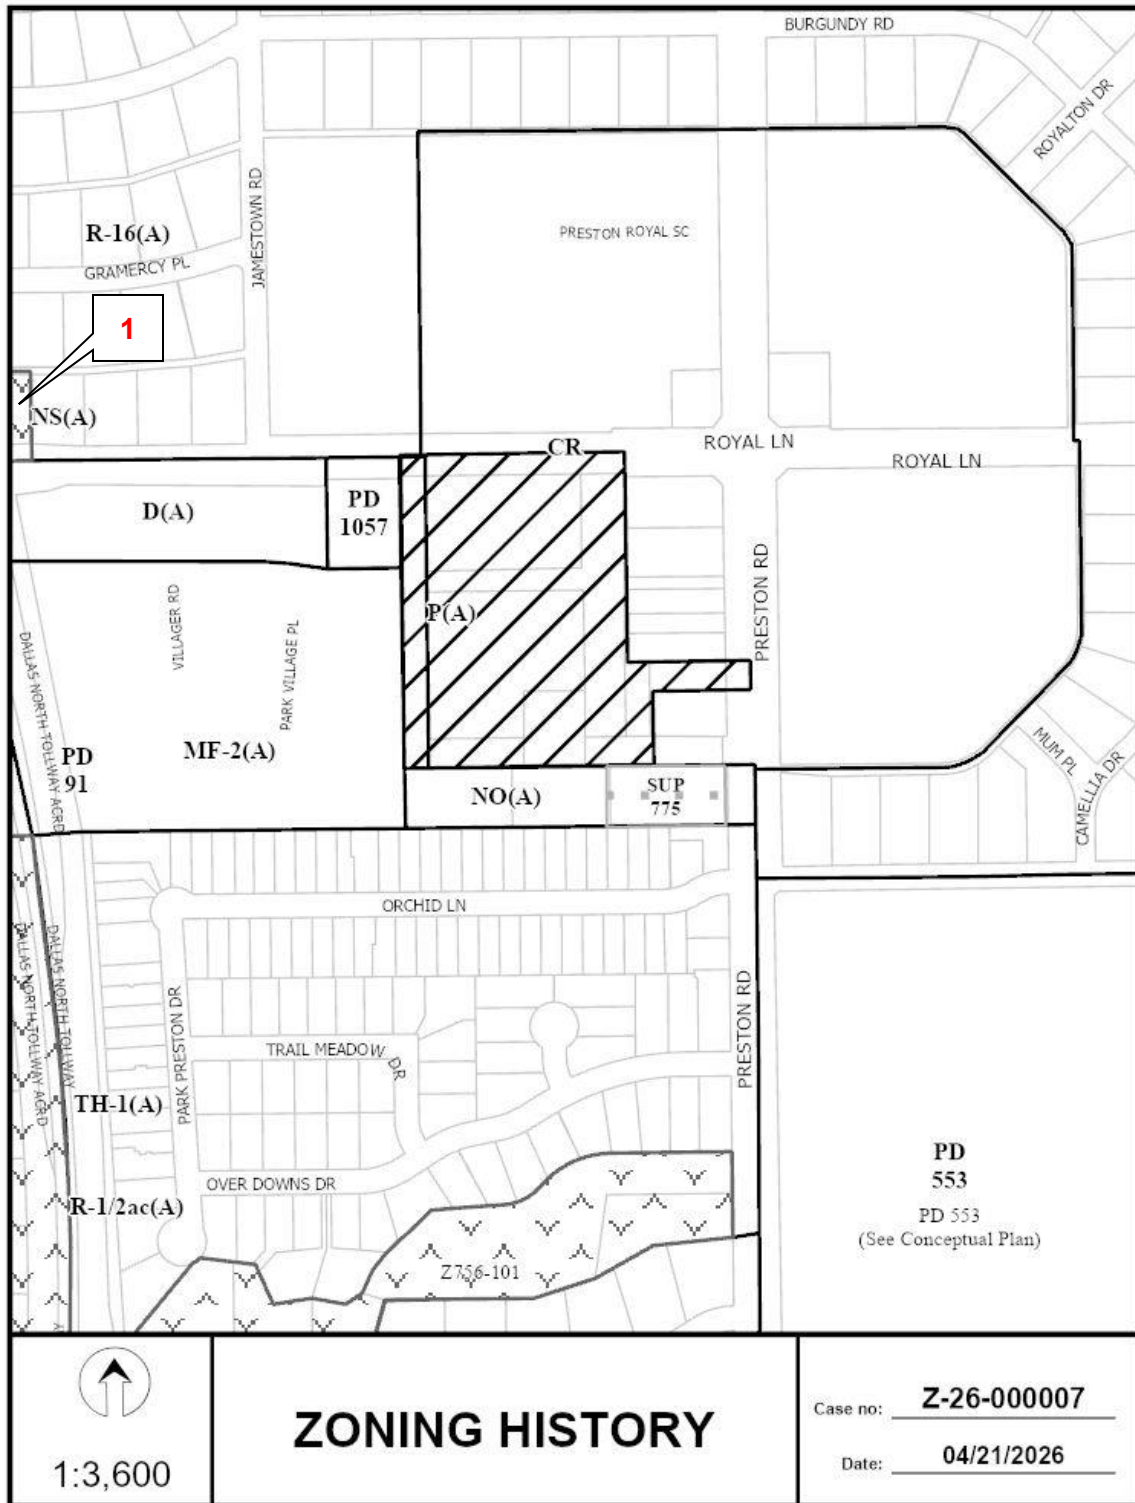 BURGUNDY RD
ROYALTON DR
JAMESTOWN RD
PRESTON ROYAL SC
R-16(A)
GRAMERCY PL
1
NS(A)
CR
ROYAL LN
ROYAL LN
D(A)
PD
1057
P(A)
PRESTON RD
VILLAGER RD
PARK VILLAGE PL
DALLAS NORTH TOLLWAY ACRD
PD
91
MF-2(A)
NO(A)
SUP
775
MUM PL
CAMELLIA DR
ORCHID LN
DALLAS NORTH TOLLWAY ACRD
DALLAS NORTH TOLLWAY
PARK PRESTON DR
TRAIL MEADOW DR
PRESTON RD
TH-1(A)
OVER DOWNS DR
R-1/2ac(A)
Z756-101
PD
553
PD 553
(See Conceptual Plan)
1:3,600
ZONING HISTORY
Case no: Z-26-000007
Date: 04/21/2026